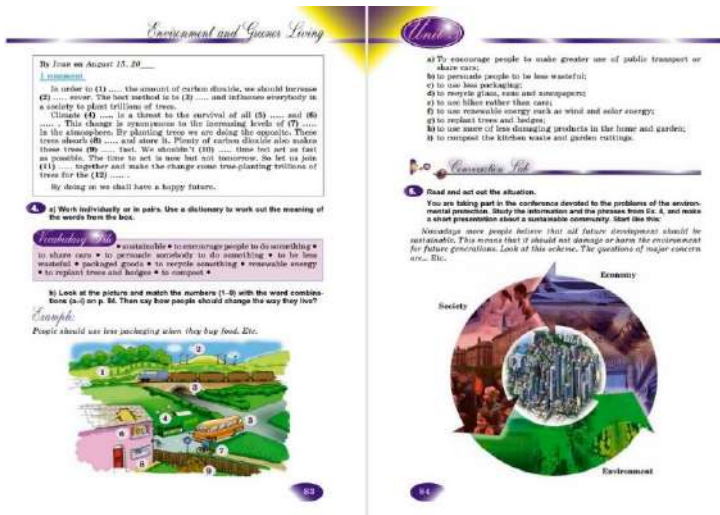 Environment and Greener Living
By Ivan on August 15, 20__
1 comment
In order to (1) ..... the amount of carbon dioxide, we should increase
(2) ..... cover. The best method is to (3) ..... and influences everybody in
a society to plant trillions of trees.
Climate (4) ..... is a threat to the survival of all (5) ..... and (6)
..... . This change is synonymous to the increasing levels of (7) .....
in the atmosphere. By planting trees we are doing the opposite. These
trees absorb (8) ..... and store it. Plenty of carbon dioxide also makes
these trees (9) ..... fast. We shouldn't (10) ..... time but act as fast
as possible. The time to act is now but not tomorrow. So let us join
(11) ..... together and make the change come true planting trillions of
trees for the (12) ..... .
By doing so we shall have a happy future.
4. a) Work individually or in pairs. Use a dictionary to work out the meaning of
the words from the box.
Vocabulary Lab
• sustainable • to encourage people to do something •
to share cars • to persuade somebody to do something • to be less
wasteful • packaged goods • to recycle something • renewable energy
• to replant trees and hedges • to compost •
b) Look at the picture and match the numbers (1–9) with the word combina-
tions (a–i) on p. 84. Then say how people should change the way they live?
Example:
People should use less packaging when they buy food. Etc.
1
2
3
4
5
6
7
8
9
83
Unit
a) To encourage people to make greater use of public transport or
share cars;
b) to persuade people to be less wasteful;
c) to use less packaging;
d) to recycle glass, cans and newspapers;
e) to use bikes rather than cars;
f) to use renewable energy such as wind and solar energy;
g) to replant trees and hedges;
h) to use more of less damaging products in the home and garden;
i) to compost the kitchen waste and garden cuttings.
Conversation Lab
5. Read and act out the situation.
You are taking part in the conference devoted to the problems of the environ-
mental protection. Study the information and the phrases from Ex. 4, and make
a short presentation about a sustainable community. Start like this:
Nowadays more people believe that all future development should be
sustainable. This means that it should not damage or harm the environment
for future generations. Look at this scheme. The questions of major concern
are... Etc.
Economy
Society
Environment
84